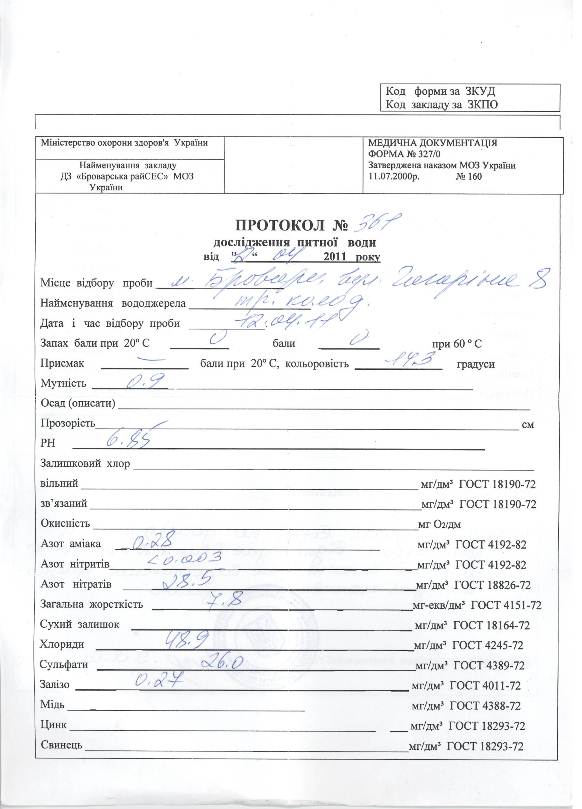 Код форми за ЗКУД
Код закладу за ЗКПО
Міністерство охорони здоров'я України
Найменування закладу
ДЗ «Броварська райСЕС» МОЗ
України
МЕДИЧНА ДОКУМЕНТАЦІЯ
ФОРМА № 327/0
Затверджена наказом МОЗ України
11.07.2000р. № 160
ПРОТОКОЛ №
дослідження питної води
від "12" 04 2011 року
Місце відбору проби м. Бровари вул. Гагаріна 8
Найменування вододжерела тр. колод.
Дата і час відбору проби 12.04.11
Запах бали при 20° С 0 бали 0 при 60 ° С
Присмак — бали при 20° С, кольоровість 14,3 градуси
Мутність 0.9
Осад (описати)
Прозорість см
РН 6.85
Залишковий хлор
вільний мг/дм³ ГОСТ 18190-72
зв'язаний мг/дм³ ГОСТ 18190-72
Окисність мг О2/дм
Азот аміака 0.28 мг/дм³ ГОСТ 4192-82
Азот нітритів <0.003 мг/дм³ ГОСТ 4192-82
Азот нітратів 28.5 мг/дм³ ГОСТ 18826-72
Загальна жорсткість 7.8 мг-екв/дм³ ГОСТ 4151-72
Сухий залишок мг/дм³ ГОСТ 18164-72
Хлориди 48.9 мг/дм³ ГОСТ 4245-72
Сульфати 26.0 мг/дм³ ГОСТ 4389-72
Залізо 0.27 мг/дм³ ГОСТ 4011-72
Мідь мг/дм³ ГОСТ 4388-72
Цинк мг/дм³ ГОСТ 18293-72
Свинець мг/дм³ ГОСТ 18293-72